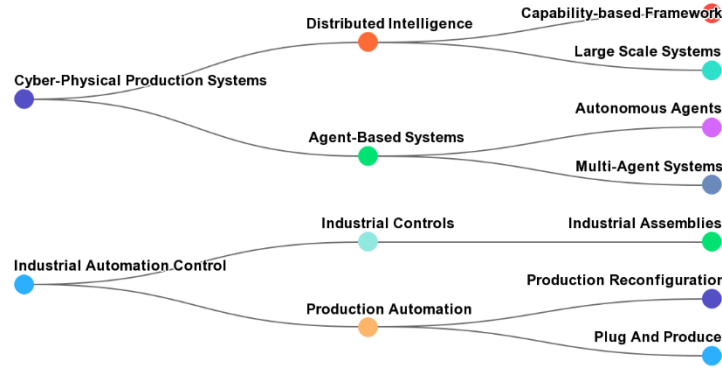 Capability-based Framework
Distributed Intelligence
Large Scale Systems
Cyber-Physical Production Systems
Autonomous Agents
Agent-Based Systems
Multi-Agent Systems
Industrial Controls
Industrial Assemblies
Industrial Automation Control
Production Reconfiguration
Production Automation
Plug And Produce